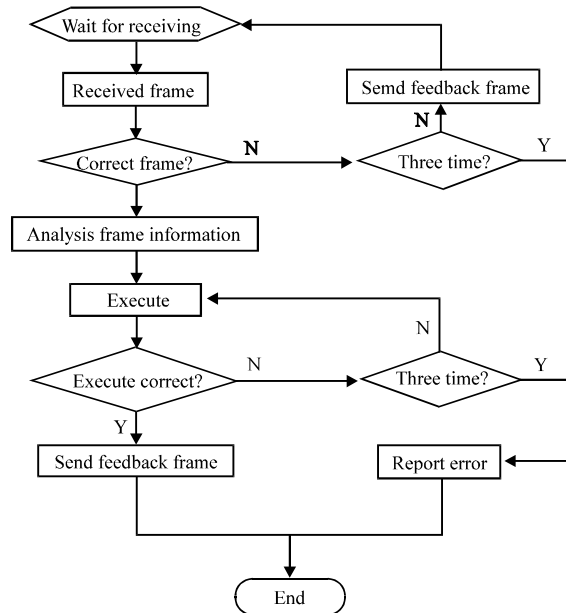 Wait for receiving
Received frame
Semd feedback frame
N
Correct frame?
N
Three time?
Y
Analysis frame information
Execute
N
Execute correct?
N
Three time?
Y
Y
Send feedback frame
Report error
End